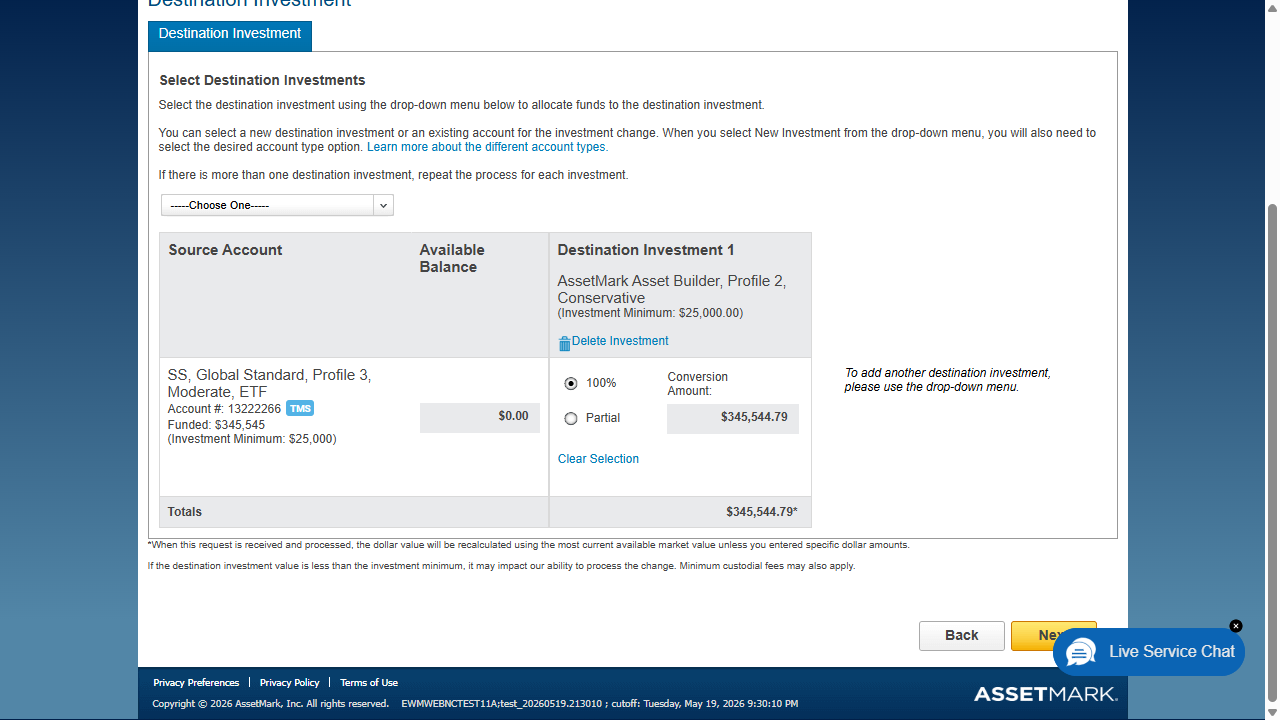 Destination Investment
Destination Investment
Select Destination Investments
Select the destination investment using the drop-down menu below to allocate funds to the destination investment.
You can select a new destination investment or an existing account for the investment change. When you select New Investment from the drop-down menu, you will also need to
select the desired account type option. Learn more about the different account types.
If there is more than one destination investment, repeat the process for each investment.
-----Choose One-----
Source Account
Available
Balance
Destination Investment 1
AssetMark Asset Builder, Profile 2,
Conservative
(Investment Minimum: $25,000.00)
Delete Investment
SS, Global Standard, Profile 3,
Moderate, ETF
Account #: 13222266 TMS
Funded: $345,545
(Investment Minimum: $25,000)
$0.00
100%
Partial
Conversion
Amount:
$345,544.79
Clear Selection
To add another destination investment,
please use the drop-down menu.
Totals
$345,544.79*
*When this request is received and processed, the dollar value will be recalculated using the most current available market value unless you entered specific dollar amounts.
If the destination investment value is less than the investment minimum, it may impact our ability to process the change. Minimum custodial fees may also apply.
Back
Live Service Chat
Privacy Preferences | Privacy Policy | Terms of Use
Copyright © 2026 AssetMark, Inc. All rights reserved. EWMWEBNCTEST11A;test_20260519.213010 ; cutoff: Tuesday, May 19, 2026 9:30:10 PM
ASSETMARK.